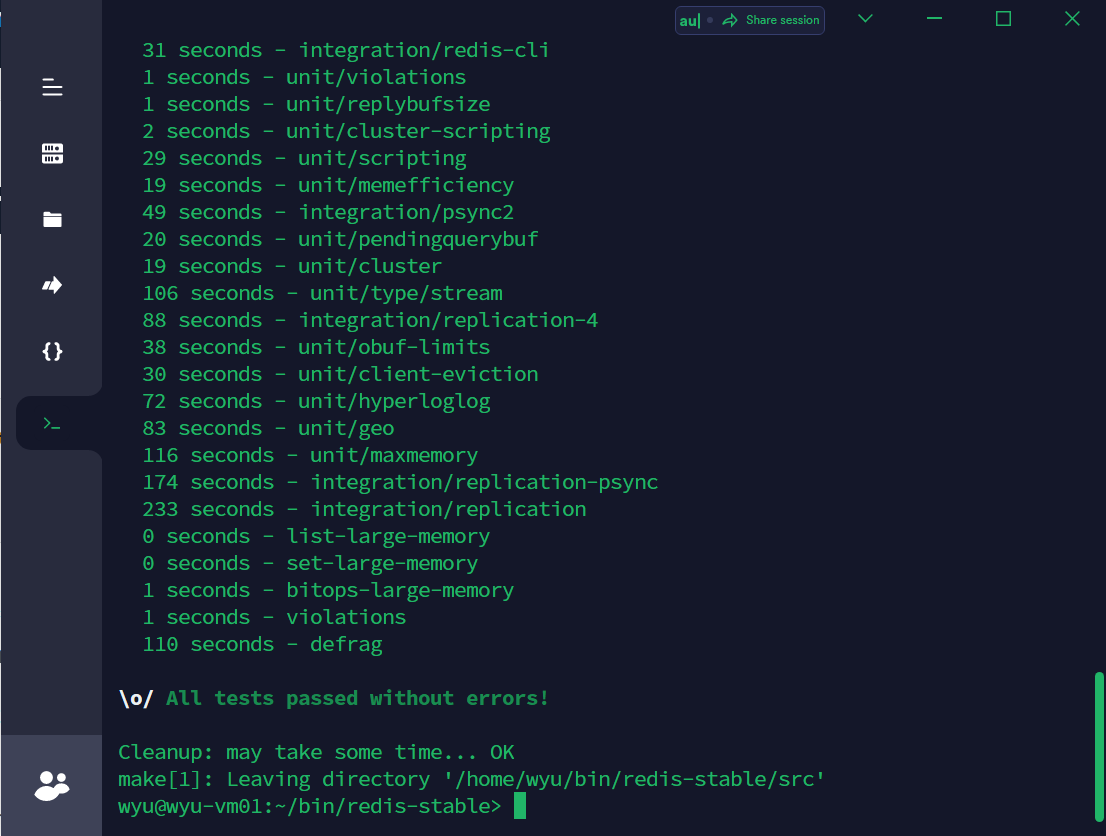 au| Share session
31 seconds - integration/redis-cli
1 seconds - unit/violations
1 seconds - unit/replybufsize
2 seconds - unit/cluster-scripting
29 seconds - unit/scripting
19 seconds - unit/memefficiency
49 seconds - integration/psync2
20 seconds - unit/pendingquerybuf
19 seconds - unit/cluster
106 seconds - unit/type/stream
88 seconds - integration/replication-4
38 seconds - unit/obuf-limits
30 seconds - unit/client-eviction
72 seconds - unit/hyperloglog
83 seconds - unit/geo
116 seconds - unit/maxmemory
174 seconds - integration/replication-psync
233 seconds - integration/replication
0 seconds - list-large-memory
0 seconds - set-large-memory
1 seconds - bitops-large-memory
1 seconds - violations
110 seconds - defrag
\o/ All tests passed without errors!
Cleanup: may take some time... OK
make[1]: Leaving directory '/home/wyu/bin/redis-stable/src'
wyu@wyu-vm01:~/bin/redis-stable>